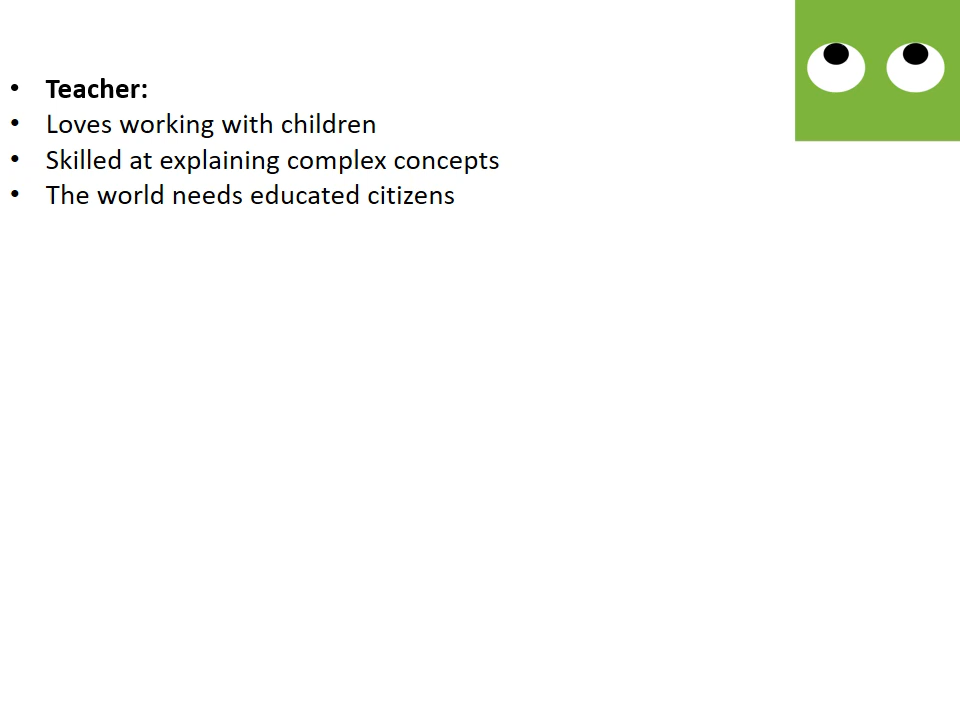 • Teacher:
• Loves working with children
• Skilled at explaining complex concepts
• The world needs educated citizens